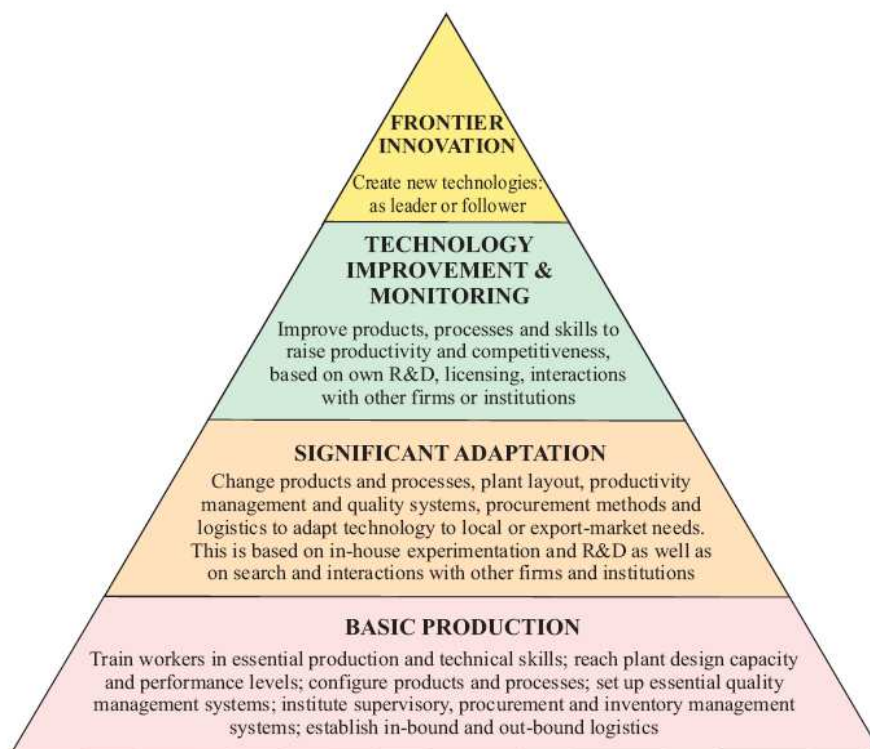 FRONTIER
INNOVATION
Create new technologies:
as leader or follower
TECHNOLOGY
IMPROVEMENT &
MONITORING
Improve products, processes and skills to
raise productivity and competitiveness,
based on own R&D, licensing, interactions
with other firms or institutions
SIGNIFICANT ADAPTATION
Change products and processes, plant layout, productivity
management and quality systems, procurement methods and
logistics to adapt technology to local or export-market needs.
This is based on in-house experimentation and R&D as well as
on search and interactions with other firms and institutions
BASIC PRODUCTION
Train workers in essential production and technical skills; reach plant design capacity
and performance levels; configure products and processes; set up essential quality
management systems; institute supervisory, procurement and inventory management
systems; establish in-bound and out-bound logistics